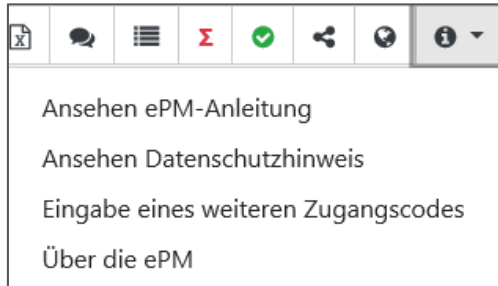 Ansehen ePM-Anleitung
Ansehen Datenschutzhinweis
Eingabe eines weiteren Zugangscodes
Über die ePM